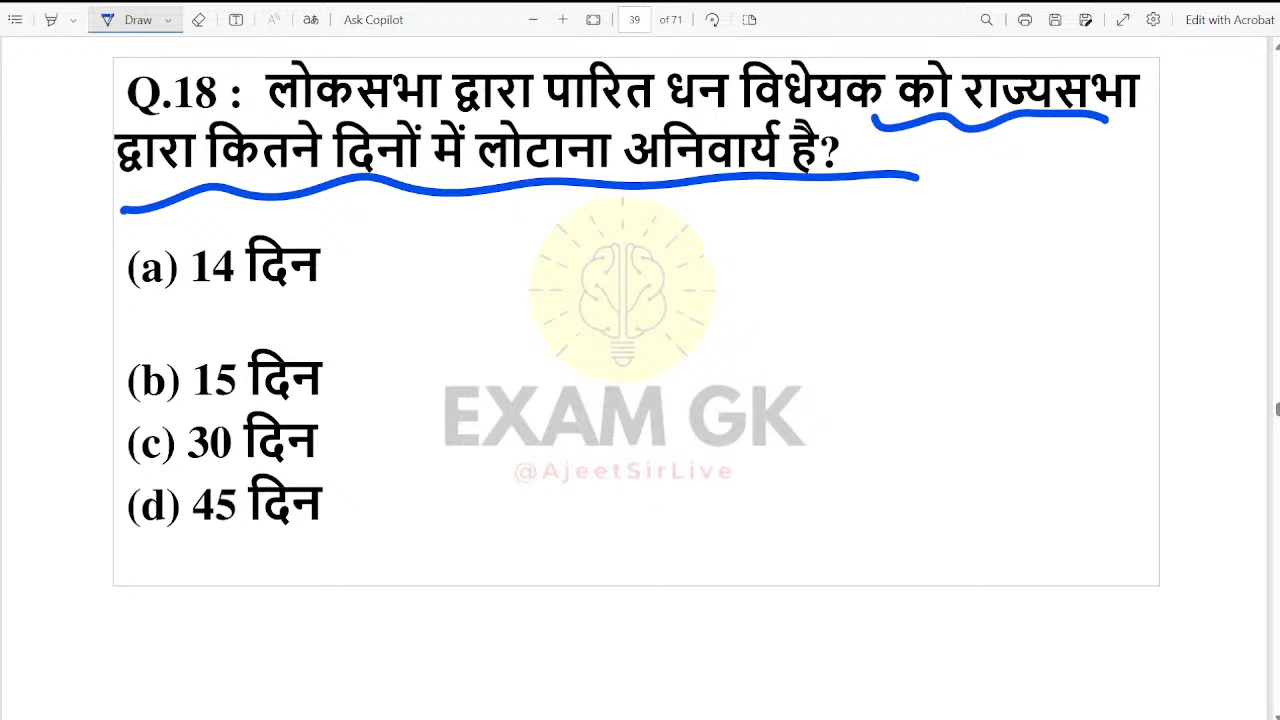 Draw
Ask Copilot
39 of 71
Edit with Acrobat
Q.18 : लोकसभा द्वारा पारित धन विधेयक को राज्यसभा
द्वारा कितने दिनों में लोटाना अनिवार्य है?
(a) 14 दिन
(b) 15 दिन
(c) 30 दिन
(d) 45 दिन
EXAM GK
@AjeetSirLive